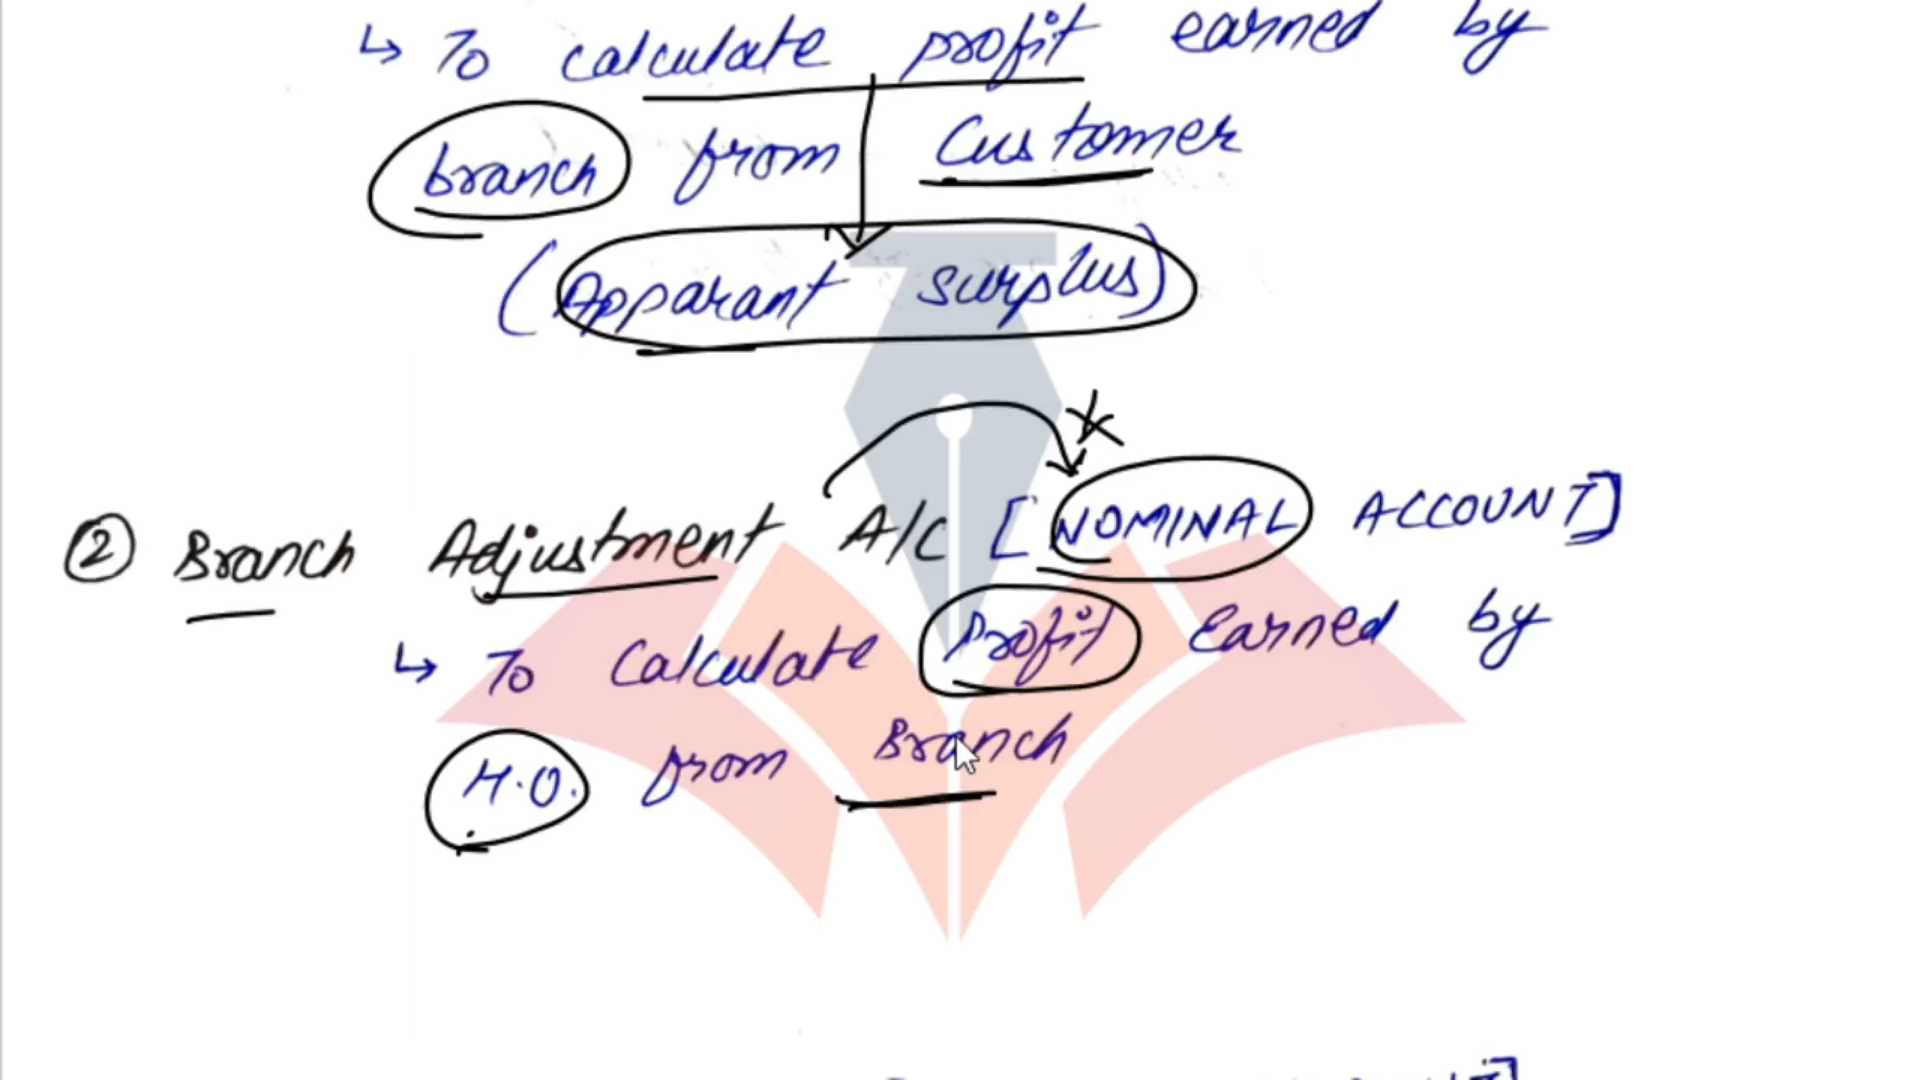 ↳ To calculate profit earned by
branch from Customer
(Apparant surplus)
② Branch Adjustment A/C [NOMINAL ACCOUNT]
↳ To Calculate Profit Earned by
H.O. from Branch